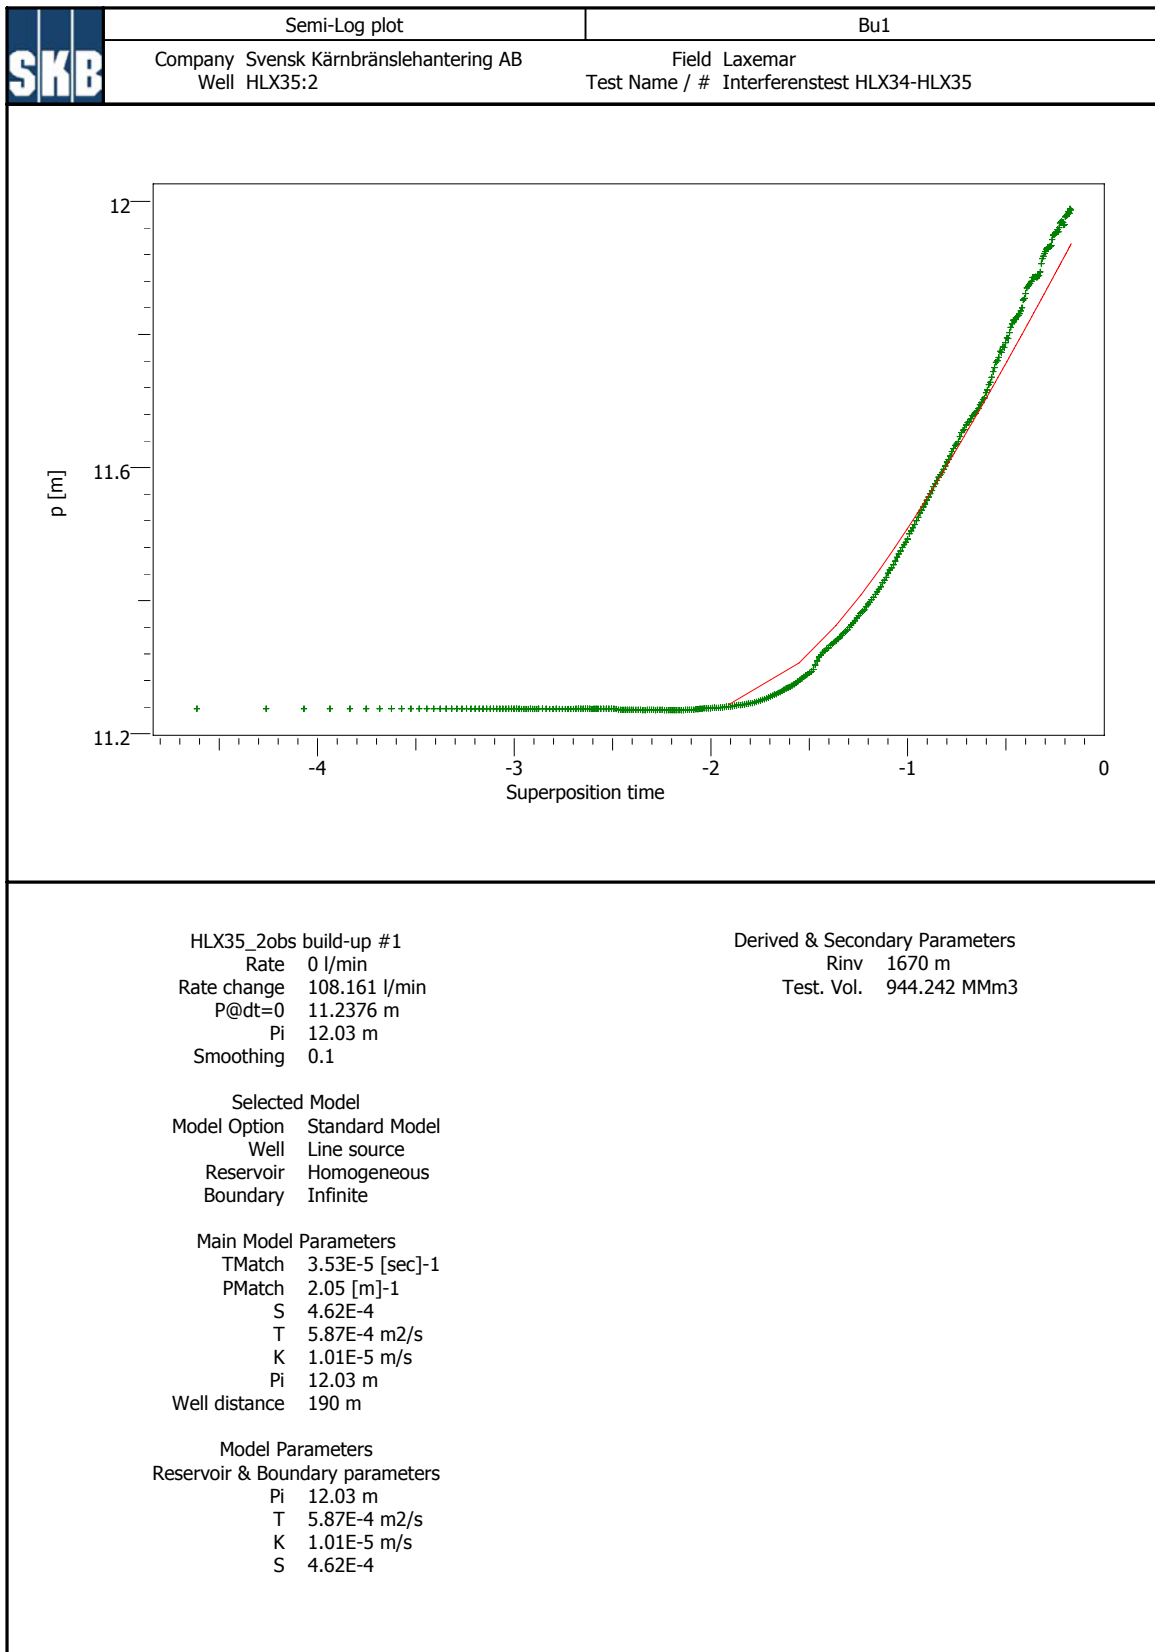 SKB
Semi-Log plot
Bu1
Company Svensk Kärnbränslehantering AB
Field Laxemar
Well HLX35:2
Test Name / # Interferenstest HLX34-HLX35
12
11.6
11.2
p [m]
-4
-3
-2
-1
0
Superposition time
HLX35_2obs build-up #1
Rate 0 l/min
Rate change 108.161 l/min
P@dt=0 11.2376 m
Pi 12.03 m
Smoothing 0.1
Selected Model
Model Option Standard Model
Well Line source
Reservoir Homogeneous
Boundary Infinite
Main Model Parameters
TMatch 3.53E-5 [sec]-1
PMatch 2.05 [m]-1
S 4.62E-4
T 5.87E-4 m2/s
K 1.01E-5 m/s
Pi 12.03 m
Well distance 190 m
Model Parameters
Reservoir & Boundary parameters
Pi 12.03 m
T 5.87E-4 m2/s
K 1.01E-5 m/s
S 4.62E-4
Derived & Secondary Parameters
Rinv 1670 m
Test. Vol. 944.242 MMm3